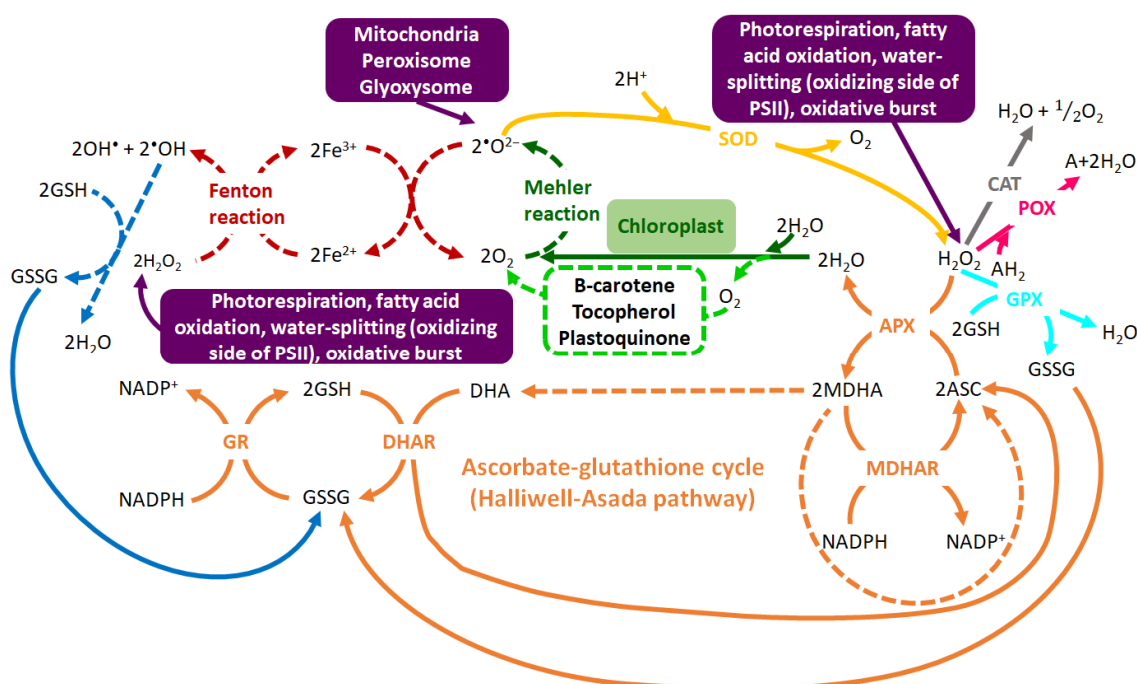 Mitochondria
Peroxisome
Glyoxysome
Photorespiration, fatty
acid oxidation, water-
splitting (oxidizing side of
PSII), oxidative burst
2H⁺
SOD
O₂
H₂O + ¹/₂O₂
2OH• + 2•OH
2Fe³⁺
2•O²⁻
A+2H₂O
2GSH
Fenton
reaction
Mehler
reaction
CAT
POX
Chloroplast
2H₂O
GSSG
2H₂O₂
2Fe²⁺
2O₂
2H₂O
H₂O₂
AH₂
Photorespiration, fatty acid
oxidation, water-splitting (oxidizing
side of PSII), oxidative burst
B-carotene
Tocopherol
Plastoquinone
O₂
GPX
2H₂O
APX
2GSH
H₂O
GSSG
NADP⁺
2GSH
DHA
2MDHA
2ASC
GR
DHAR
Ascorbate-glutathione cycle
(Halliwell-Asada pathway)
MDHAR
NADPH
GSSG
NADPH
NADP⁺